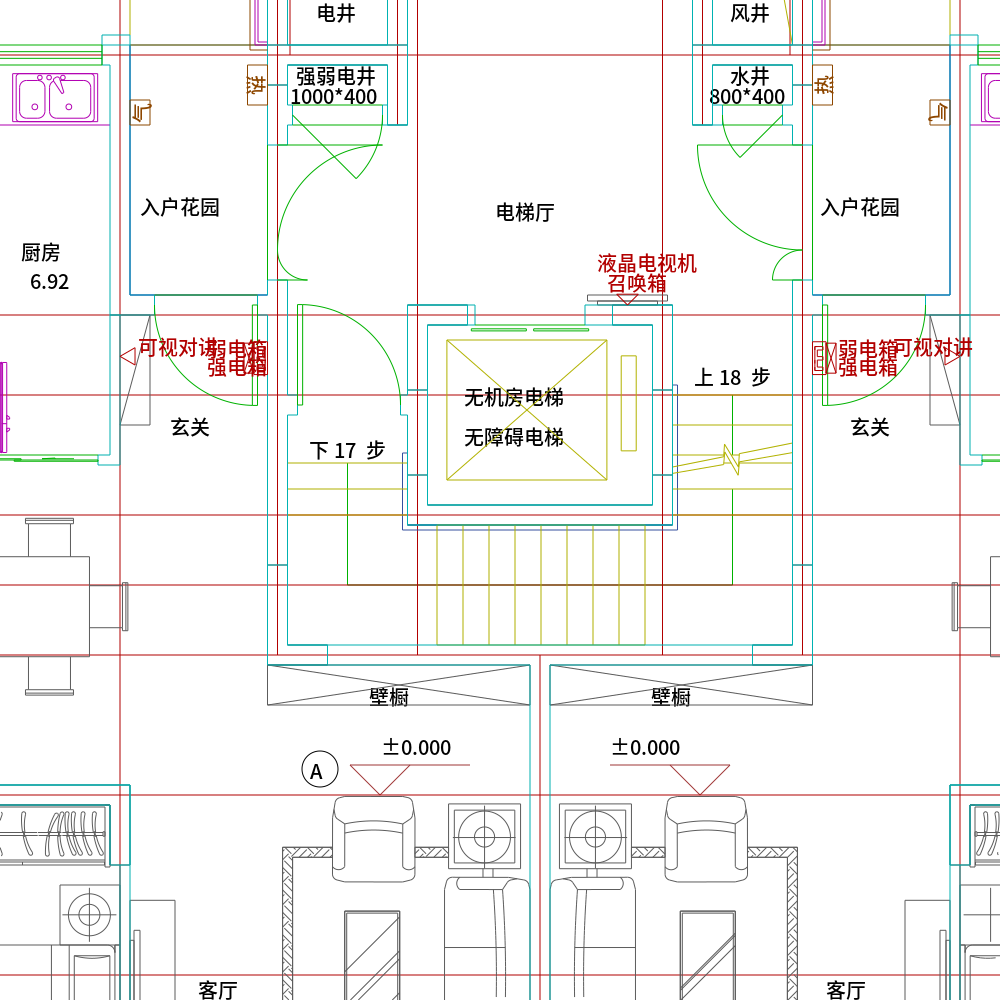 电井
风井
强弱电井
1000*400
水井
800*400
热
热
气
气
入户花园
电梯厅
入户花园
厨房
6.92
液晶电视机
召唤箱
可视对讲
弱电箱
强电箱
弱电箱
强电箱
可视对讲
上 18 步
无机房电梯
无障碍电梯
玄关
玄关
下 17 步
壁橱
壁橱
±0.000
±0.000
A
客厅
客厅